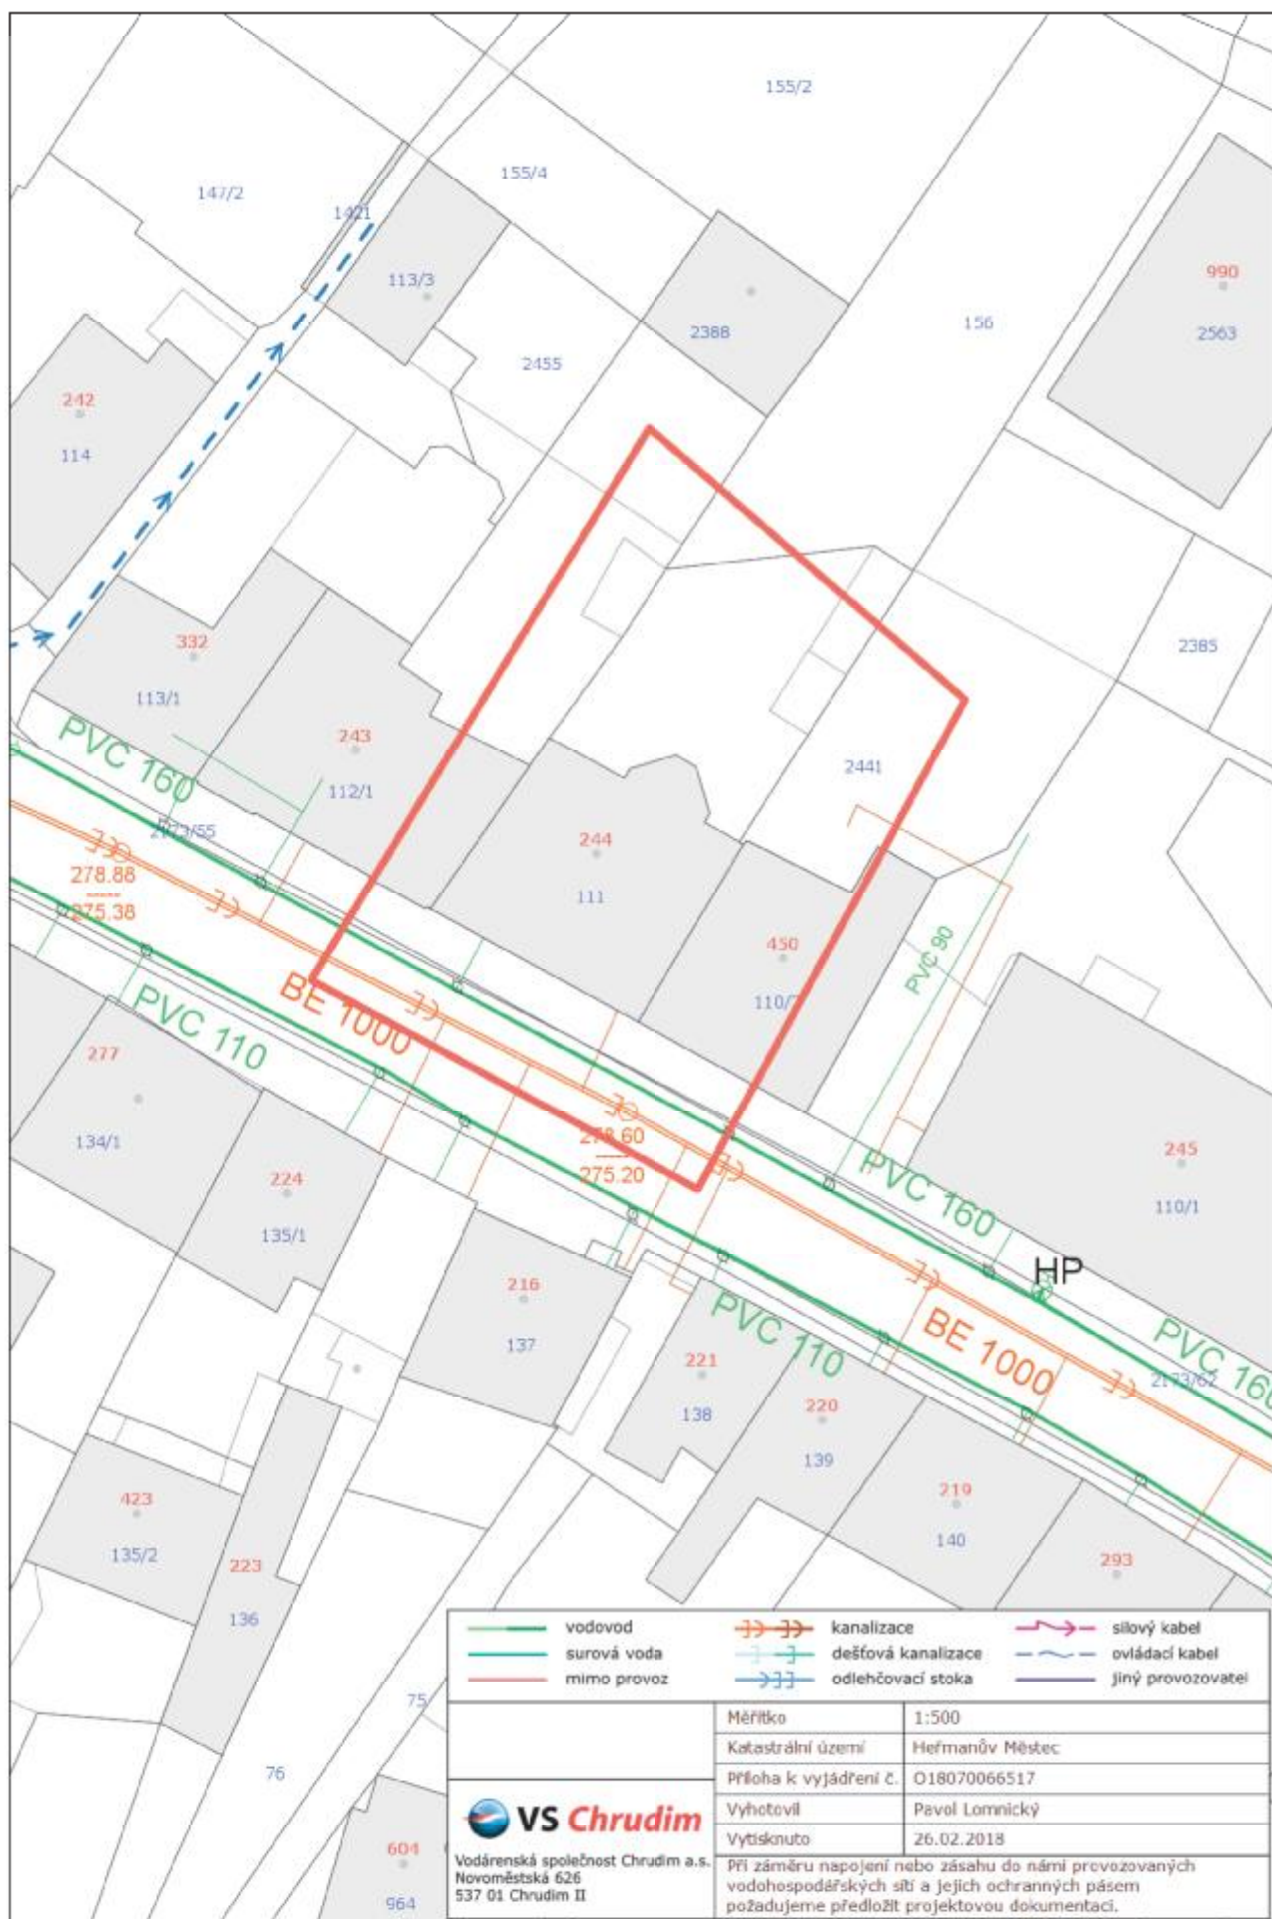 155/2
155/4
147/2
1421
113/3
990
2388
156
2563
2455
242
114
332
2385
113/1
243
2441
PVC 160
112/1
2173/55
244
278.88
275.38
111
450
PVC 90
110/
BE 1000
PVC 110
277
134/1
278.60
275.20
245
PVC 160
224
110/1
135/1
HP
216
137
PVC 110
BE 1000
PVC 160
221
2173/62
138
220
139
423
219
135/2
140
223
293
136
75
76
604
964
vodovod
kanalizace
silový kabel
surová voda
dešťová kanalizace
ovládací kabel
mimo provoz
odlehčovací stoka
jiný provozovatel
Měřítko 1:500
Katastrální území Heřmanův Městec
Příloha k vyjádření č. O18070066517
Vyhotovil Pavol Lomnický
Vytisknuto 26.02.2018
VS Chrudim
Vodárenská společnost Chrudim a.s.
Novoměstská 626
537 01 Chrudim II
Při záměru napojení nebo zásahu do námi provozovaných
vodohospodářských sítí a jejich ochranných pásem
požadujeme předložit projektovou dokumentaci.